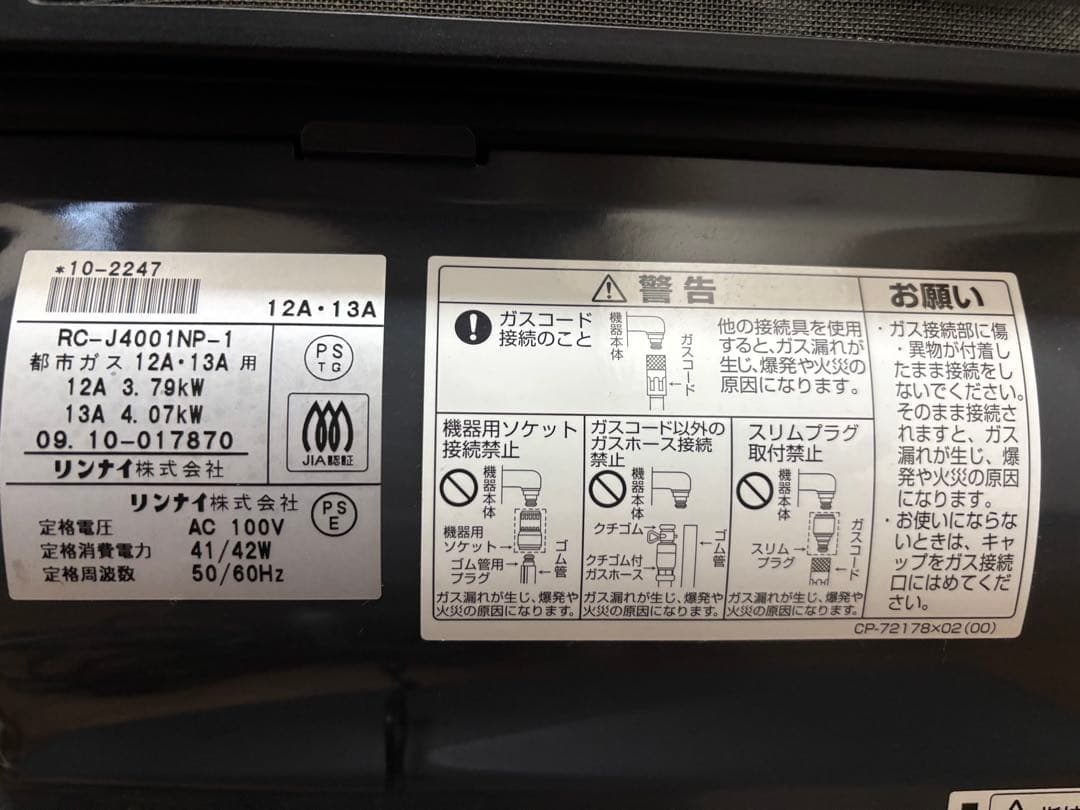 *10-2247
12A・13A
RC-J4001NP-1
都市ガス 12A・13A 用
12A 3.79kW
13A 4.07kW
09.10-017870
リンナイ株式会社
PS
TG
JIA認証
リンナイ株式会社
定格電圧 AC 100V
定格消費電力 41/42W
定格周波数 50/60Hz
PS
E
警告
ガスコード
接続のこと
機器本体
ガスコード
他の接続具を使用
すると、ガス漏れが
生じ、爆発や火災の
原因になります。
機器用ソケット
接続禁止
機器本体
機器用
ソケット
ゴム管用
プラグ
ゴム管
ガス漏れが生じ、爆発や
火災の原因になります。
ガスコード以外の
ガスホース接続
禁止
機器本体
クチゴム
クチゴム付
ガスホース
ゴム管
ガス漏れが生じ、爆発や
火災の原因になります。
スリムプラグ
取付禁止
機器本体
スリム
プラグ
ガスコード
ガス漏れが生じ、爆発や
火災の原因になります。
お願い
・ガス接続部に傷
・異物が付着し
たまま接続を
しないでください。
そのまま接続さ
れますと、ガス
漏れが生じ、爆
発や火災の原因
になります。
・お使いにならな
いときは、キャ
ップをガス接続
口にはめてくだ
さい。
CP-72178×02(00)